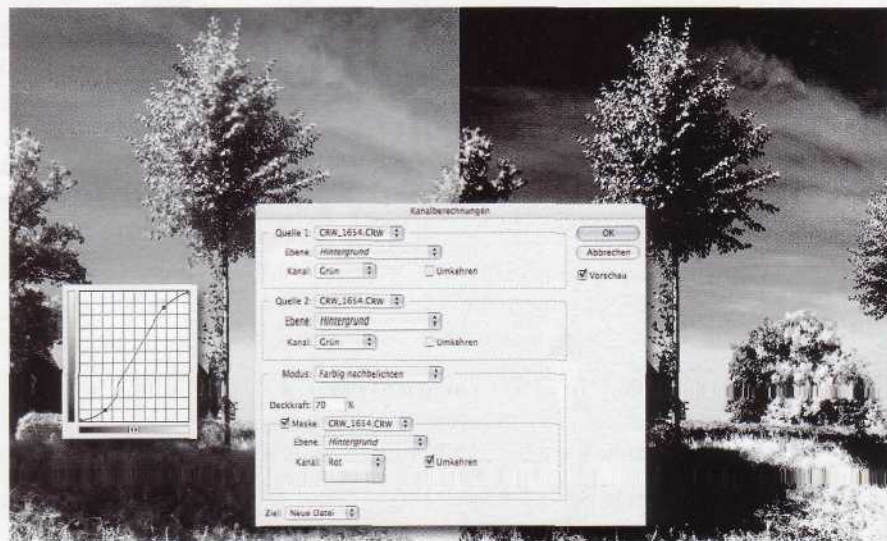 Kanalberechnungen
Quelle 1: CRW_1654.CRW
Ebene: Hintergrund
Kanal: Grün Umkehren
OK
Abbrechen
Vorschau
Quelle 2: CRW_1654.CRW
Ebene: Hintergrund
Kanal: Grün Umkehren
Modus: Farbig nachbelichten
Deckkraft: 70 %
Maske: CRW_1654.CRW
Ebene: Hintergrund
Kanal: Rot Umkehren
Ziel: Neue Datei